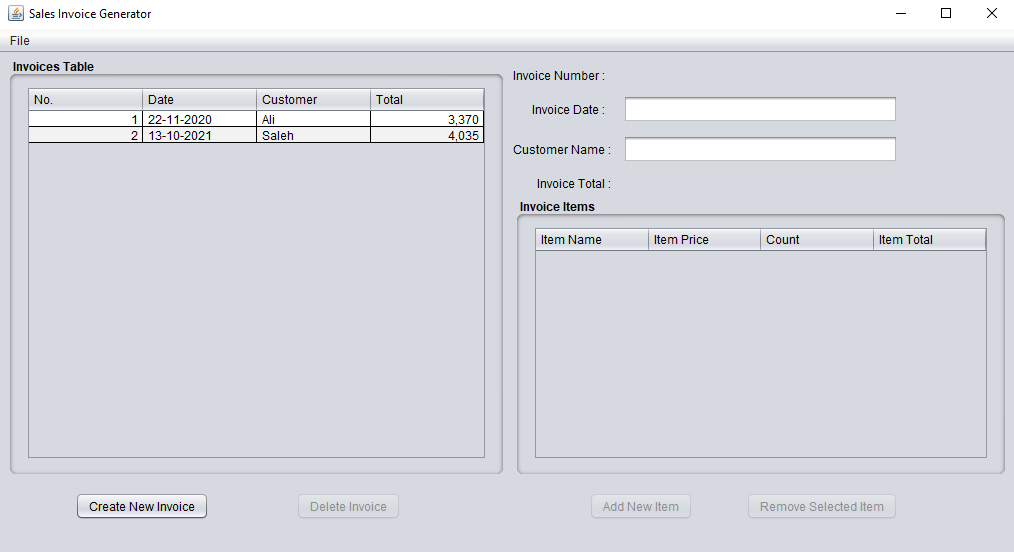 Sales Invoice Generator
File
Invoices Table
No. Date Customer Total
1 22-11-2020 Ali 3,370
2 13-10-2021 Saleh 4,035
Invoice Number :
Invoice Date :
Customer Name :
Invoice Total :
Invoice Items
Item Name Item Price Count Item Total
Create New Invoice Delete Invoice Add New Item Remove Selected Item